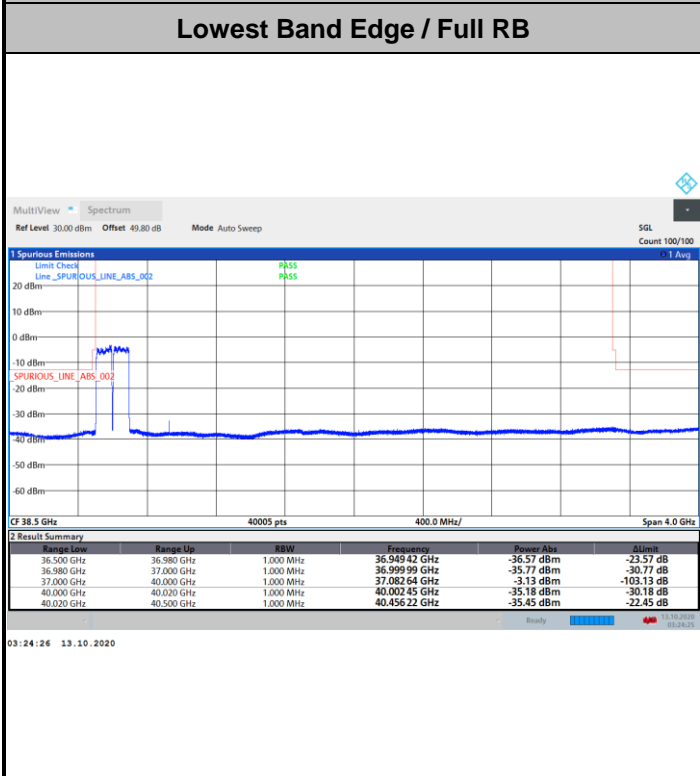 Lowest Band Edge / Full RB
MultiView Spectrum
Ref Level 30.00 dBm Offset 49.80 dB Mode Auto Sweep SGL
Count 100/100
1 Spurious Emissions 1 Avg
Limit Check PASS
Line _SPURIOUS_LINE_ABS_002 PASS
20 dBm
10 dBm
0 dBm
-10 dBm
_SPURIOUS_LINE_ABS_002
-20 dBm
-30 dBm
-40 dBm
-50 dBm
-60 dBm
CF 38.5 GHz 40005 pts 400.0 MHz/ Span 4.0 GHz
2 Result Summary
Range Low Range Up RBW Frequency Power Abs ΔLimit
36.500 GHz 36.980 GHz 1.000 MHz 36.949 42 GHz -36.57 dBm -23.57 dB
36.980 GHz 37.000 GHz 1.000 MHz 36.999 99 GHz -35.77 dBm -30.77 dB
37.000 GHz 40.000 GHz 1.000 MHz 37.082 64 GHz -3.13 dBm -103.13 dB
40.000 GHz 40.020 GHz 1.000 MHz 40.002 45 GHz -35.18 dBm -30.18 dB
40.020 GHz 40.500 GHz 1.000 MHz 40.456 22 GHz -35.45 dBm -22.45 dB
Ready 13.10.2020
03:24:25
03:24:26 13.10.2020